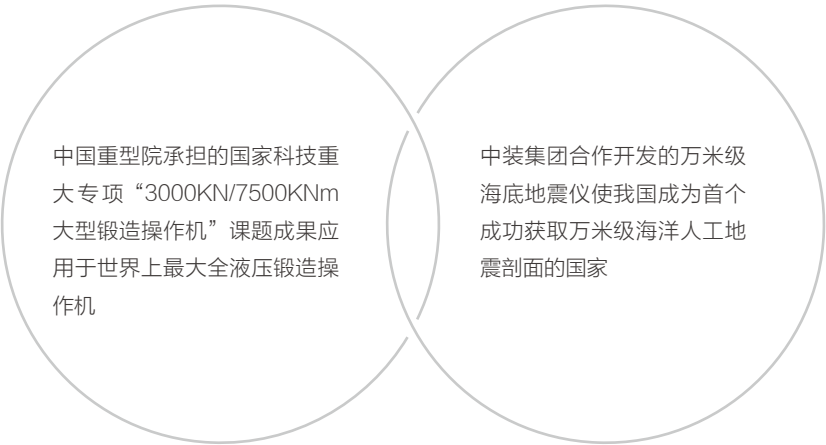 中国重型院承担的国家科技重
大专项“3000KN/7500KNm
大型锻造操作机”课题成果应
用于世界上最大全液压锻造操
作机
中装集团合作开发的万米级
海底地震仪使我国成为首个
成功获取万米级海洋人工地
震剖面的国家